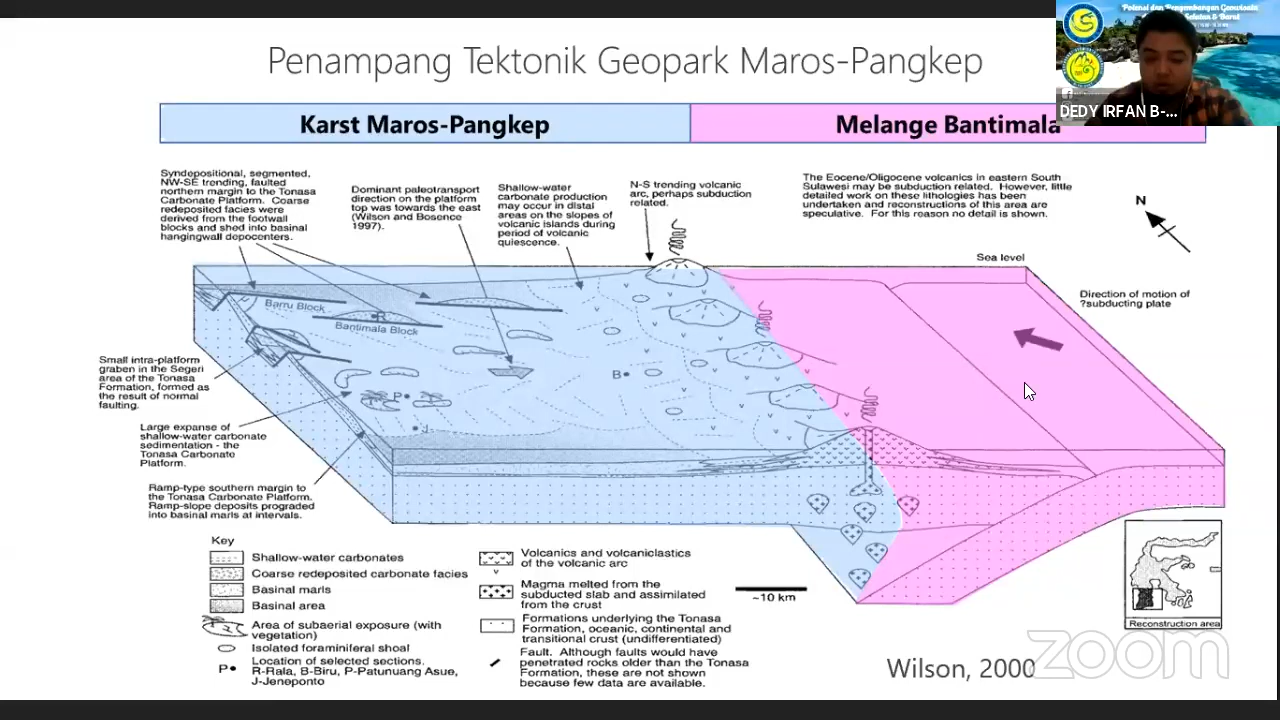 Penampang Tektonik Geopark Maros-Pangkep
DEDY IRFAN B-...
Karst Maros-Pangkep
Melange Bantimala
Syndepositional, segmented,
NW-SE trending, faulted
northern margin to the Tonasa
Carbonate Platform. Coarse
redeposited facies were
derived from the footwall
blocks and shed into basinal
hangingwall depocenters.
Dominant paleotransport
direction on the platform
top was towards the east
(Wilson and Bosence
1997).
Shallow-water
carbonate production
may occur in distal
areas on the slopes of
volcanic islands during
period of volcanic
quiescence.
N-S trending volcanic
arc, perhaps subduction
related.
The Eocene/Oligocene volcanics in eastern South
Sulawesi may be subduction related. However, little
detailed work on these lithologies has been
undertaken and reconstructions of this area are
speculative. For this reason no detail is shown.
N
Sea level
Direction of motion of
?subducting plate
Barru Block
R
Bantimala Block
B
P
J
Small intra-platform
graben in the Segeri
area of the Tonasa
Formation, formed as
the result of normal
faulting.
Large expanse of
shallow-water carbonate
sedimentation - the
Tonasa Carbonate
Platform.
Ramp-type southern margin to
the Tonasa Carbonate Platform.
Ramp-slope deposits prograded
into basinal marls at intervals.
Key
Shallow-water carbonates
Coarse redeposited carbonate facies
Basinal marls
Basinal area
Area of subaerial exposure (with
vegetation)
Isolated foraminiferal shoal
P
Location of selected sections.
R-Rala, B-Biru, P-Patunuang Asue,
J-Jeneponto
Volcanics and volcaniclastics
of the volcanic arc
Magma melted from the
subducted slab and assimilated
from the crust
Formations underlying the Tonasa
Formation, oceanic, continental and
transitional crust (undifferentiated)
Fault. Although faults would have
penetrated rocks older than the Tonasa
Formation, these are not shown
because few data are available.
~10 km
Reconstruction area
Wilson, 2000
zoom